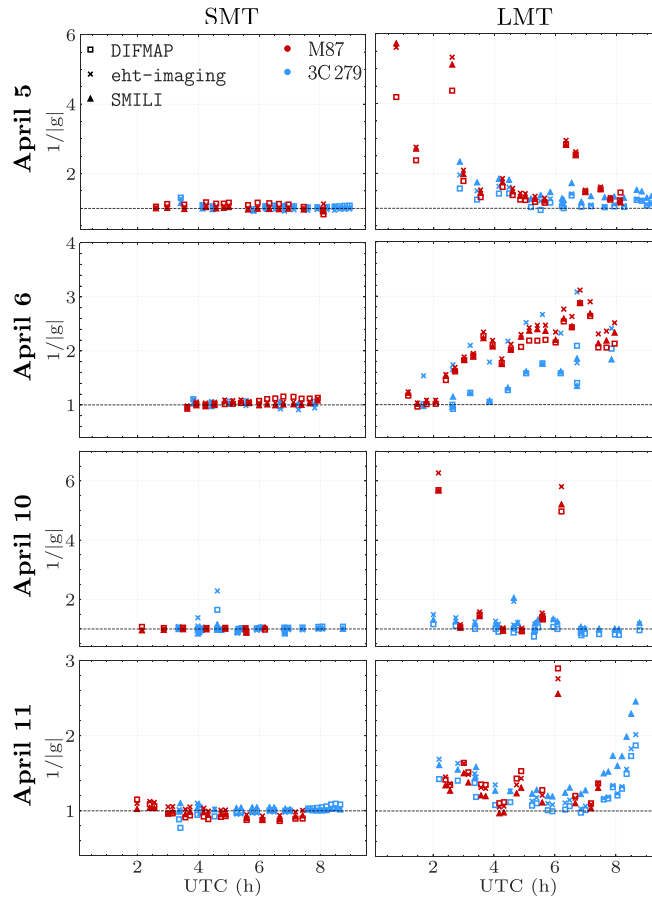 SMT LMT
DIFMAP
eht-imaging
SMILI
M87
3C 279
April 5
1/|g|
6
4
2
April 6
1/|g|
4
3
2
1
April 10
1/|g|
6
4
2
April 11
1/|g|
3
2
1
2 4 6 8 2 4 6 8
UTC (h) UTC (h)